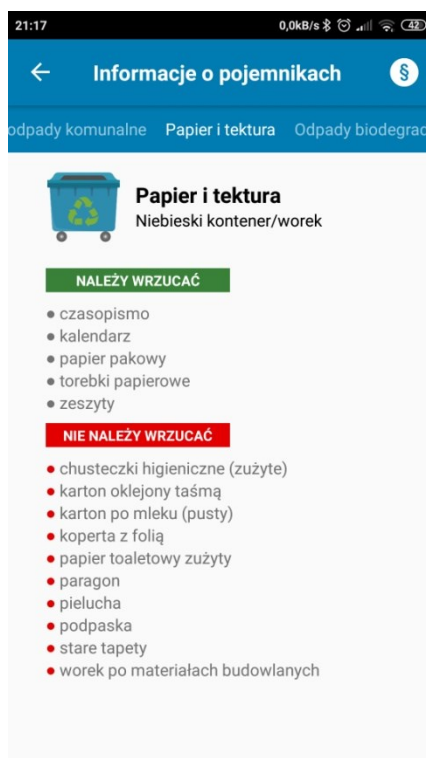 21:17 0,0kB/s 42
Informacje o pojemnikach §
odpady komunalne Papier i tektura Odpady biodegrad
Papier i tektura
Niebieski kontener/worek
NALEŻY WRZUCAĆ
czasopismo
kalendarz
papier pakowy
torebki papierowe
zeszyty
NIE NALEŻY WRZUCAĆ
chusteczki higieniczne (zużyte)
karton oklejony taśmą
karton po mleku (pusty)
koperta z folią
papier toaletowy zużyty
paragon
pielucha
podpaska
stare tapety
worek po materiałach budowlanych